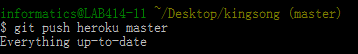 informatics@LAB414-11 ~/Desktop/kingsong (master)
$ git push heroku master
Everything up-to-date